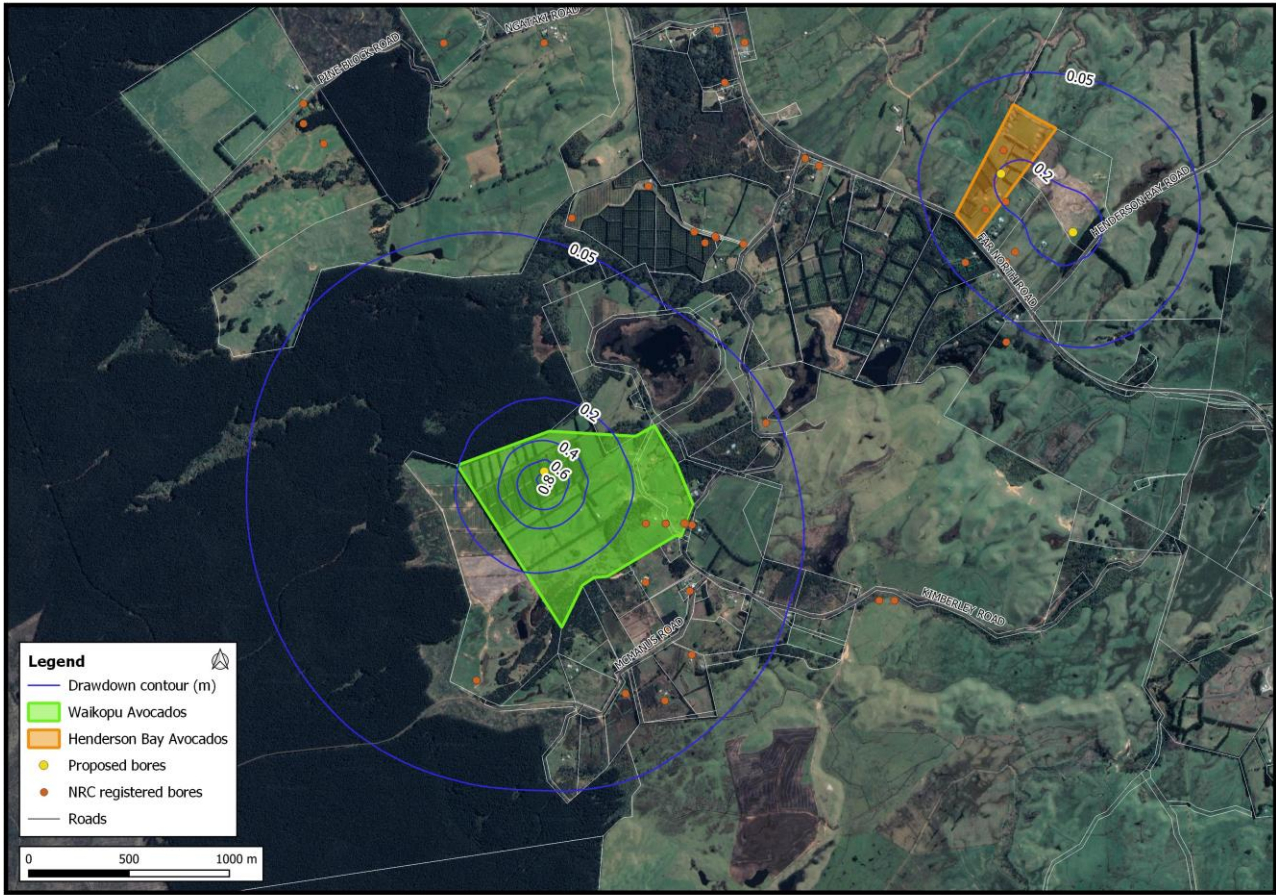 NGATAKI ROAD
PINE BLOCK ROAD
0.05
0.2
HENDERSON BAY ROAD
FAR NORTH ROAD
0.05
0.2
0.4
0.6
0.8
KIMBERLEY ROAD
MCMANUS ROAD
Legend
Drawdown contour (m)
Waikopu Avocados
Henderson Bay Avocados
Proposed bores
NRC registered bores
Roads
0 500 1000 m